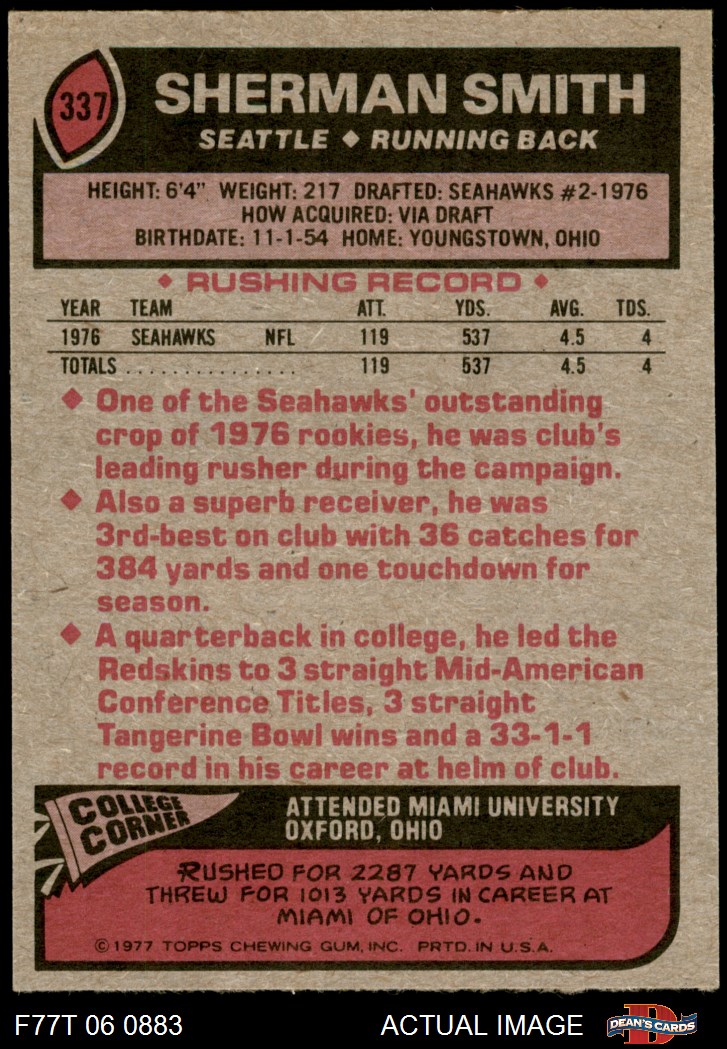 337
SHERMAN SMITH
SEATTLE ◆ RUNNING BACK
HEIGHT: 6'4" WEIGHT: 217 DRAFTED: SEAHAWKS #2-1976
HOW ACQUIRED: VIA DRAFT
BIRTHDATE: 11-1-54 HOME: YOUNGSTOWN, OHIO
◆ RUSHING RECORD ◆
YEAR TEAM ATT. YDS. AVG. TDS.
1976 SEAHAWKS NFL 119 537 4.5 4
TOTALS . . . . . . . . . . . . . . . 119 537 4.5 4
◆ One of the Seahawks' outstanding
crop of 1976 rookies, he was club's
leading rusher during the campaign.
◆ Also a superb receiver, he was
3rd-best on club with 36 catches for
384 yards and one touchdown for
season.
◆ A quarterback in college, he led the
Redskins to 3 straight Mid-American
Conference Titles, 3 straight
Tangerine Bowl wins and a 33-1-1
record in his career at helm of club.
COLLEGE
CORNER
ATTENDED MIAMI UNIVERSITY
OXFORD, OHIO
RUSHED FOR 2287 YARDS AND
THREW FOR 1013 YARDS IN CAREER AT
MIAMI OF OHIO.
©1977 TOPPS CHEWING GUM, INC. PRTD. IN U.S.A.
F77T 06 0883 ACTUAL IMAGE
D
DEAN'S CARDS